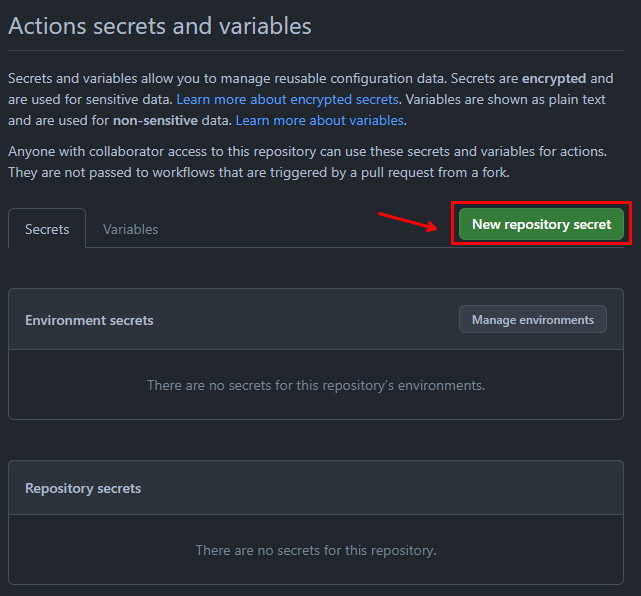 Actions secrets and variables
Secrets and variables allow you to manage reusable configuration data. Secrets are encrypted and
are used for sensitive data. Learn more about encrypted secrets. Variables are shown as plain text
and are used for non-sensitive data. Learn more about variables.
Anyone with collaborator access to this repository can use these secrets and variables for actions.
They are not passed to workflows that are triggered by a pull request from a fork.
Secrets Variables New repository secret
Environment secrets Manage environments
There are no secrets for this repository's environments.
Repository secrets
There are no secrets for this repository.